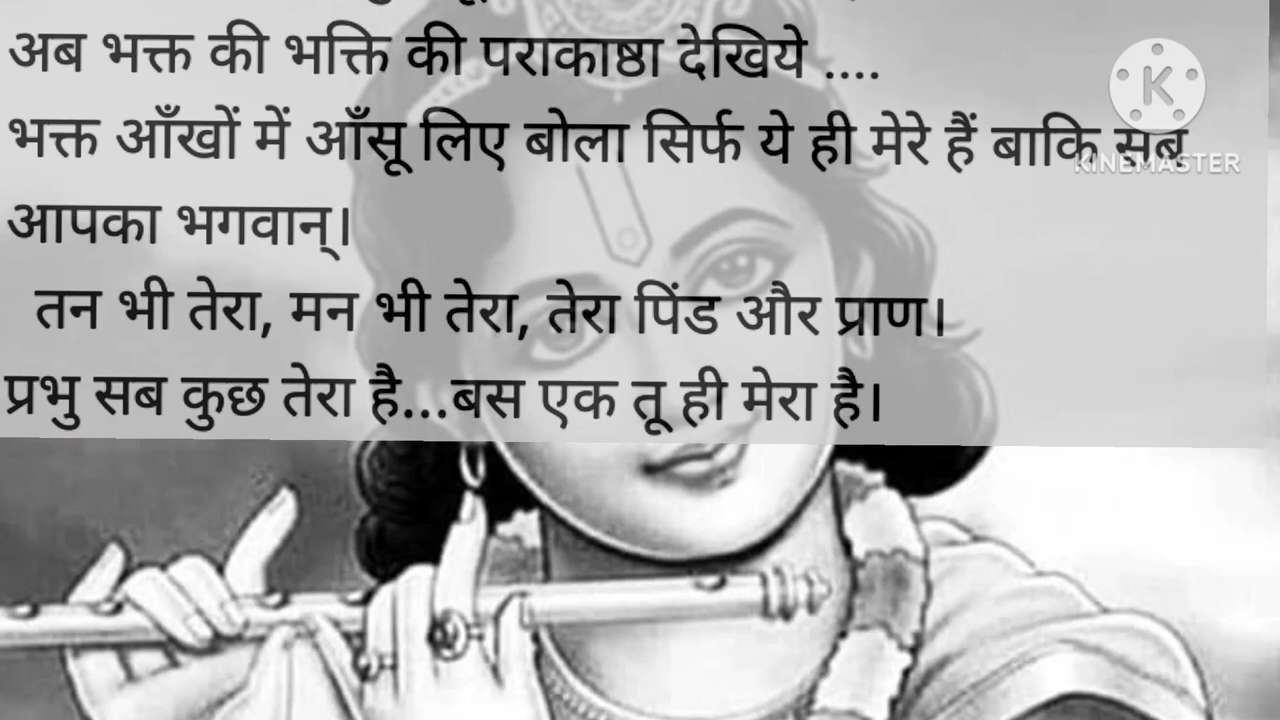 अब भक्त की भक्ति की पराकाष्ठा देखिये ....
भक्त आँखों में आँसू लिए बोला सिर्फ ये ही मेरे हैं बाकि सब
आपका भगवान्।
तन भी तेरा, मन भी तेरा, तेरा पिंड और प्राण।
प्रभु सब कुछ तेरा है...बस एक तू ही मेरा है।
K
KINEMASTER